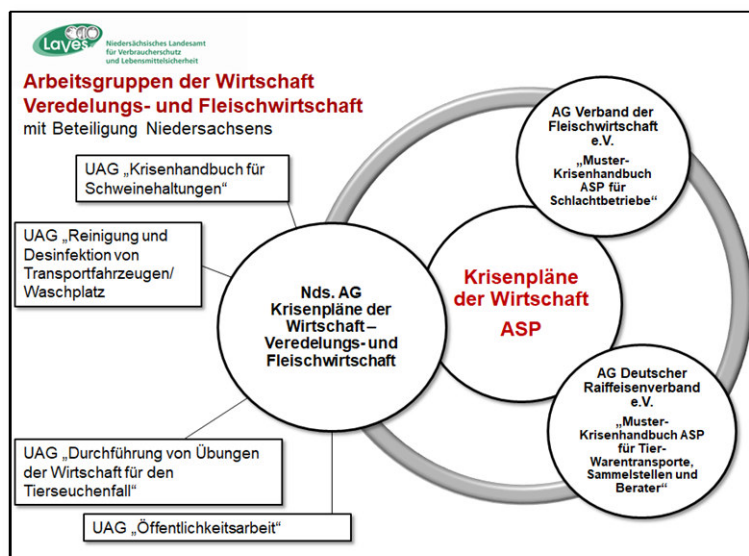 Laves
Niedersächsisches Landesamt
für Verbraucherschutz
und Lebensmittelsicherheit
Arbeitsgruppen der Wirtschaft
Veredelungs- und Fleischwirtschaft
mit Beteiligung Niedersachsens
UAG „Krisenhandbuch für
Schweinehaltungen“
UAG „Reinigung und
Desinfektion von
Transportfahrzeugen/
Waschplatz
Nds. AG
Krisenpläne der
Wirtschaft –
Veredelungs- und
Fleischwirtschaft
UAG „Durchführung von Übungen
der Wirtschaft für den
Tierseuchenfall“
UAG „Öffentlichkeitsarbeit“
Krisenpläne
der Wirtschaft
ASP
AG Verband der
Fleischwirtschaft
e.V.
„Muster-
Krisenhandbuch
ASP für
Schlachtbetriebe“
AG Deutscher
Raiffeisenverband
e.V.
„Muster-
Krisenhandbuch ASP
für Tier-
Warentransporte,
Sammelstellen und
Berater“